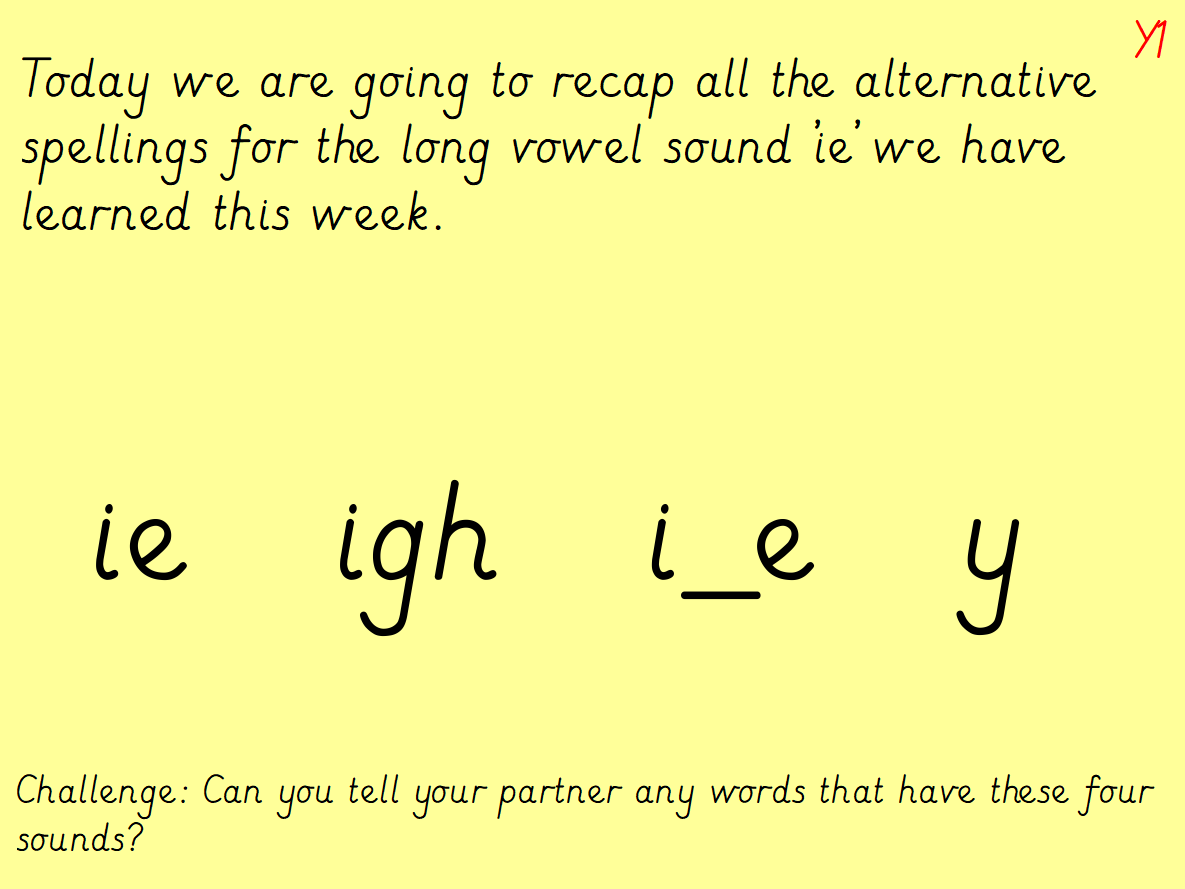 Y1
Today we are going to recap all the alternative
spellings for the long vowel sound 'ie' we have
learned this week.
ie igh i_e y
Challenge: Can you tell your partner any words that have these four
sounds?